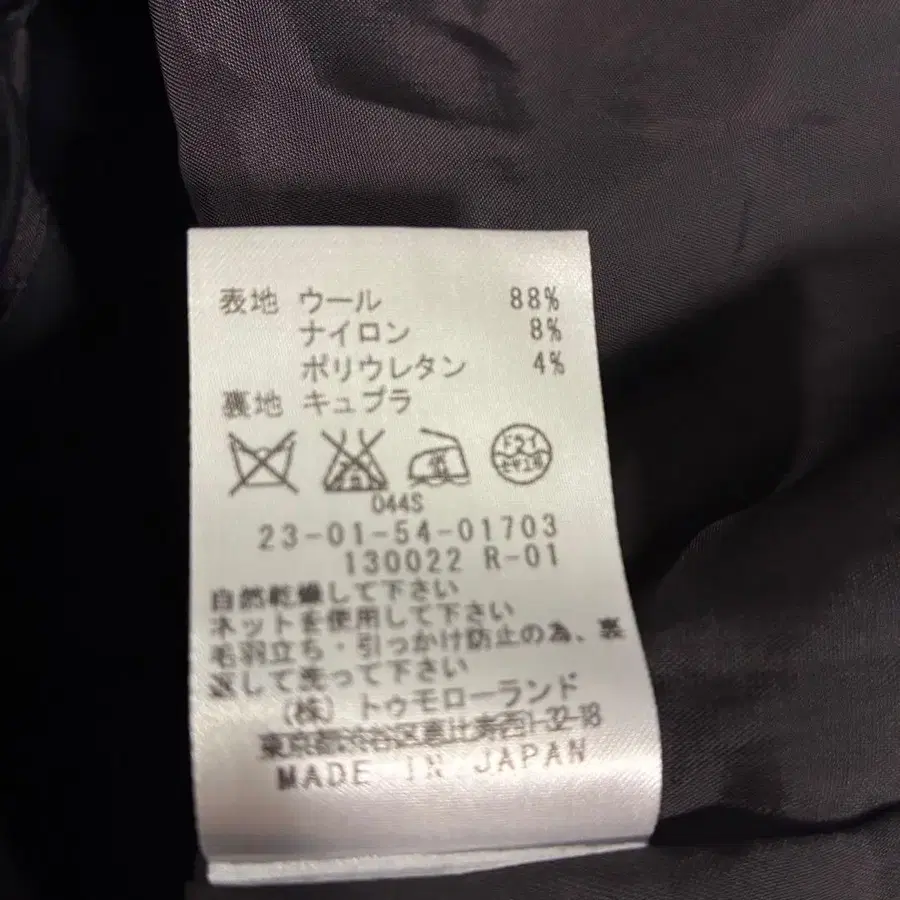 表地 ウール 88%
ナイロン 8%
ポリウレタン 4%
裏地 キュプラ
ドライ
セキユ系
044S
23-01-54-01703
130022 R-01
自然乾燥して下さい
ネットを使用して下さい
毛羽立ち・引っかけ防止の為、裏
返して洗って下さい
(株) トゥモローランド
東京都渋谷区恵比寿西1-32-18
MADE IN JAPAN